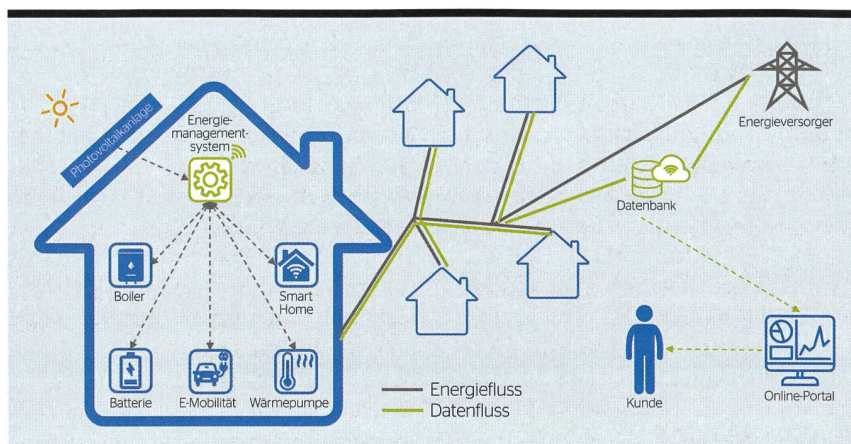 Photovoltaikanlage
Energie-
management-
system
Boiler
Smart
Home
Batterie
E-Mobilität
Wärmepumpe
Energieversorger
Datenbank
Kunde
Online-Portal
Energiefluss
Datenfluss